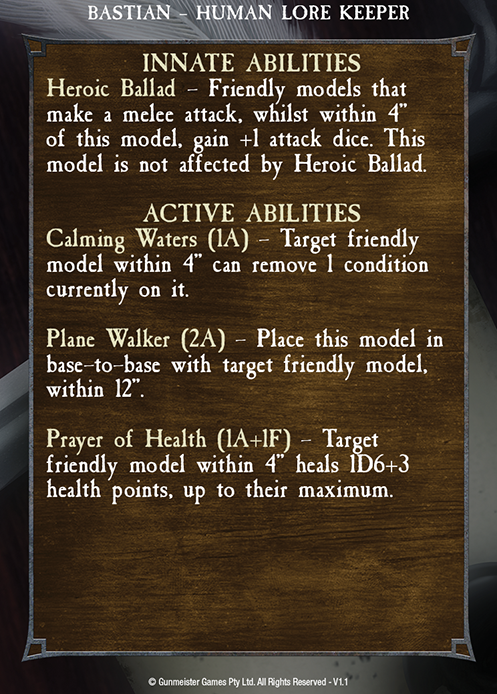 BASTIAN – HUMAN LORE KEEPER
INNATE ABILITIES
Heroic Ballad – Friendly models that
make a melee attack, whilst within 4”
of this model, gain +1 attack dice. This
model is not affected by Heroic Ballad.
ACTIVE ABILITIES
Calming Waters (1A) – Target friendly
model within 4” can remove 1 condition
currently on it.
Plane Walker (2A) – Place this model in
base-to-base with target friendly model,
within 12”.
Prayer of Health (1A+1F) – Target
friendly model within 4” heals 1D6+3
health points, up to their maximum.
© Gunmeister Games Pty Ltd. All Rights Reserved - V1.1